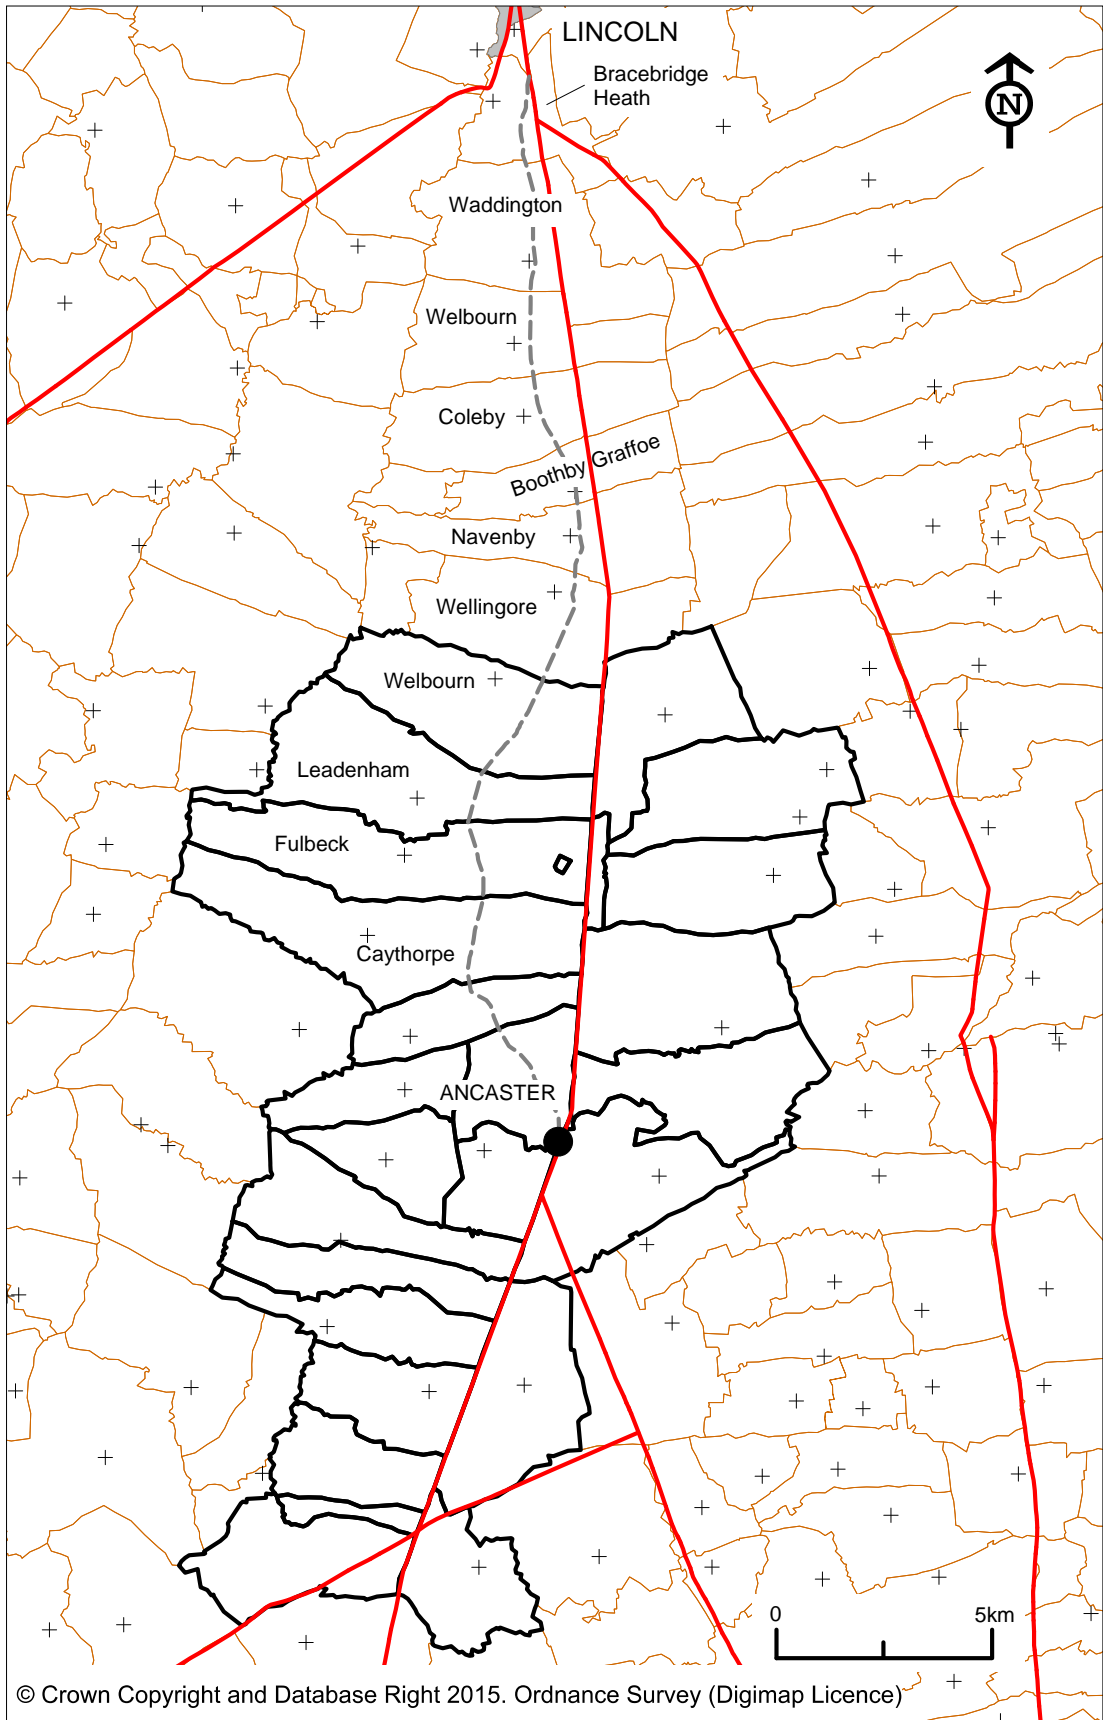 LINCOLN
Bracebridge
Heath
N
Waddington
Welbourn
Coleby
Boothby Graffoe
Navenby
Wellingore
Welbourn
Leadenham
Fulbeck
Caythorpe
ANCASTER
0 5km
© Crown Copyright and Database Right 2015. Ordnance Survey (Digimap Licence)